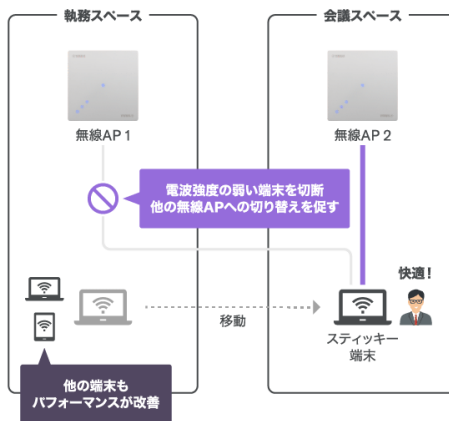 執務スペース
会議スペース
無線AP 1
無線AP 2
電波強度の弱い端末を切断
他の無線APへの切り替えを促す
快適！
移動
スティッキー
端末
他の端末も
パフォーマンスが改善